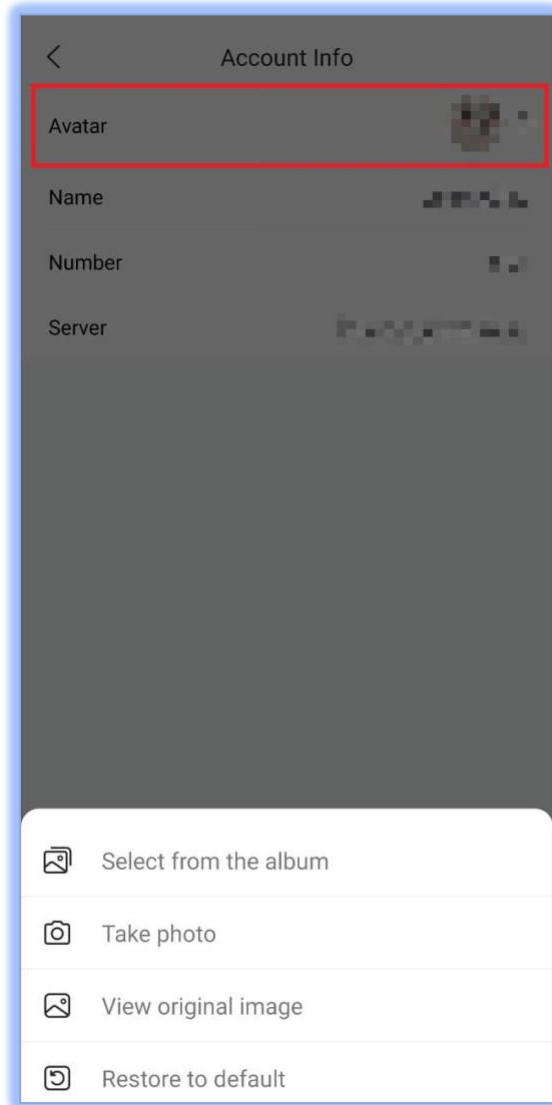 Account Info
Avatar
Name
Number
Server
Select from the album
Take photo
View original image
Restore to default